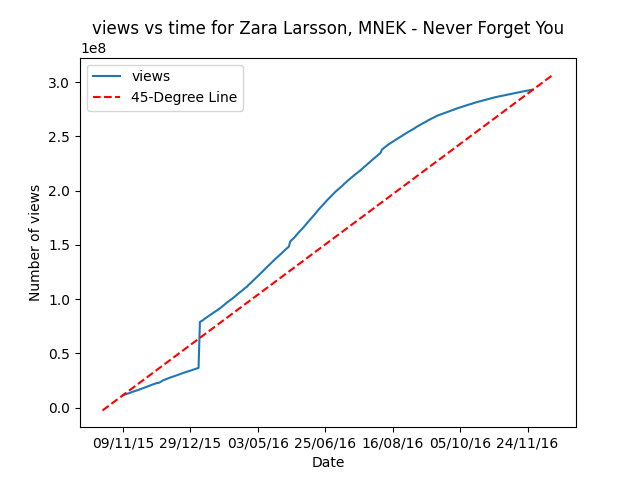 views vs time for Zara Larsson, MNEK - Never Forget You
1e8
views
45-Degree Line
3.0
2.5
2.0
1.5
1.0
0.5
0.0
Number of views
09/11/15 29/12/15 03/05/16 25/06/16 16/08/16 05/10/16 24/11/16
Date